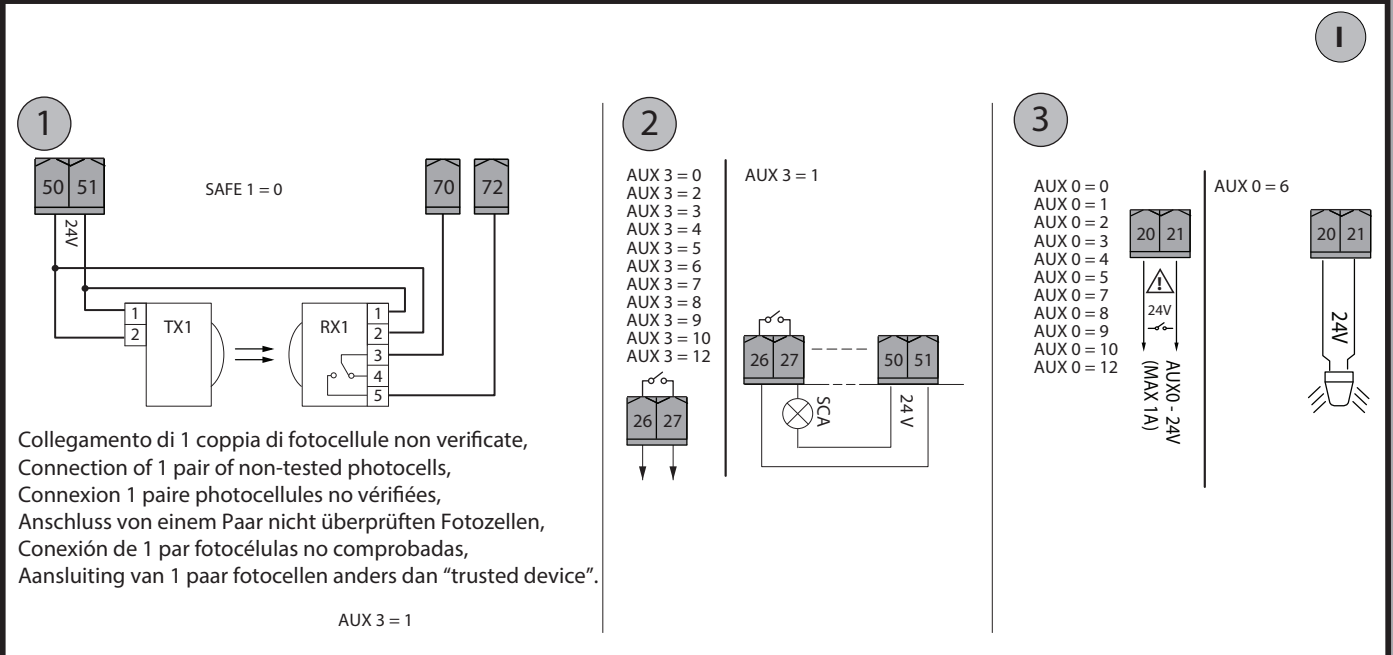 I
1
50 51
24V
SAFE 1 = 0
70
72
1
2
TX1
RX1
1
2
3
4
5
Collegamento di 1 coppia di fotocellule non verificate,
Connection of 1 pair of non-tested photocells,
Connexion 1 paire photocellules no vérifiées,
Anschluss von einem Paar nicht überprüften Fotozellen,
Conexión de 1 par fotocélulas no comprobadas,
Aansluiting van 1 paar fotocellen anders dan “trusted device”.
AUX 3 = 1
2
AUX 3 = 0
AUX 3 = 2
AUX 3 = 3
AUX 3 = 4
AUX 3 = 5
AUX 3 = 6
AUX 3 = 7
AUX 3 = 8
AUX 3 = 9
AUX 3 = 10
AUX 3 = 12
26 27
AUX 3 = 1
26 27
50 51
SCA
24 V
3
AUX 0 = 0
AUX 0 = 1
AUX 0 = 2
AUX 0 = 3
AUX 0 = 4
AUX 0 = 5
AUX 0 = 7
AUX 0 = 8
AUX 0 = 9
AUX 0 = 10
AUX 0 = 12
20 21
!
24V
AUX0 - 24V
(MAX 1A)
AUX 0 = 6
20 21
24V